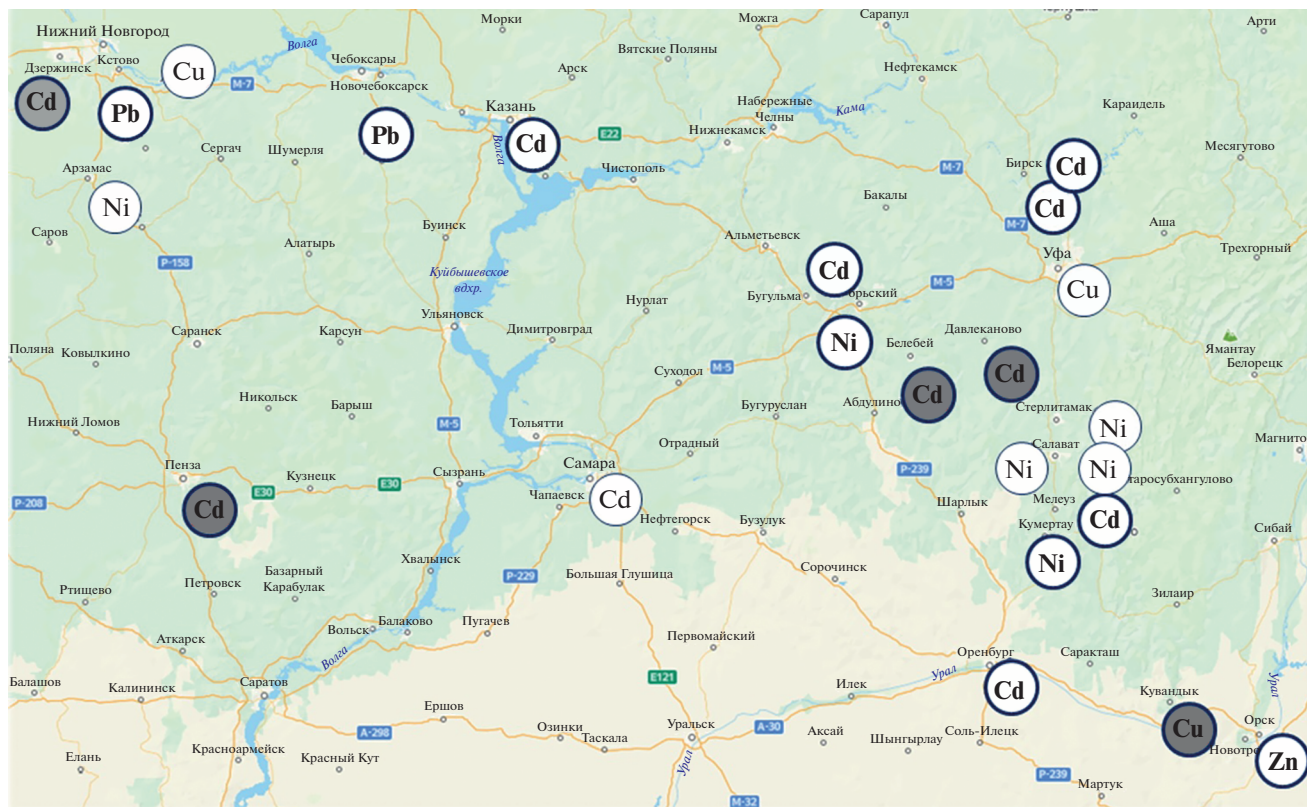 Морки
Можга
Сарапул
Чернушка
Арти
Нижний Новгород
Волга
Вятские Поляны
Дзержинск
Кстово
Cu
Чебоксары
Арск
Нефтекамск
М-7
Новочебоксарск
Cd
Pb
Казань
Набережные
Челны
Кама
Караидель
Pb
Cd
E22
Нижнекамск
Сергач
Шумерля
Волга
Месягутово
Арзамас
Чистополь
М-7
Бирск
Cd
Ni
Бакалы
Cd
Саров
Буинск
М-7
Аша
Алатырь
Альметьевск
Уфа
Трехгорный
Р-158
Куйбышевское
вдхр.
Cd
Cu
Нурлат
Бугульма
брьский
М-5
Ульяновск
Димитровград
Саранск
Карсун
Ni
Давлеканово
Поляна
Ковылкино
Белебей
Ямантау
Суходол
М-5
Cd
Белорецк
Никольск
Барыш
Бугуруслан
Абдулино
Cd
Стерлитамак
Нижний Ломов
М-5
Тольятти
Отрадный
Ni
Салават
Магнито
Пенза
Кузнецк
Сызрань
Самара
Р-239
Ni
Ni
таросубхангулово
Р-208
Cd
E30
E30
Чапаевск
Cd
Шарлык
Мелеуз
Нефтегорск
Бузулук
Кумертау
Cd
Сибай
Хвалынск
Ni
Базарный
Карабулак
Р-229
Большая Глушица
Сорочинск
Ртищево
Петровск
Зилаир
Вольск
Балаково
Пугачев
Аткарск
Первомайский
Волга
Оренбург
Саракташ
Балашов
Калининск
Саратов
E121
Илек
Урал
Cd
Кувандык
Урал
Ершов
Cu
Орск
А-298
Озинки
Уральск
А-30
Аксай
Соль-Илецк
Новотро
Елань
Красноармейск
Таскала
Шынгырлау
Красный Кут
Урал
Р-239
Zn
Мартук
М-32